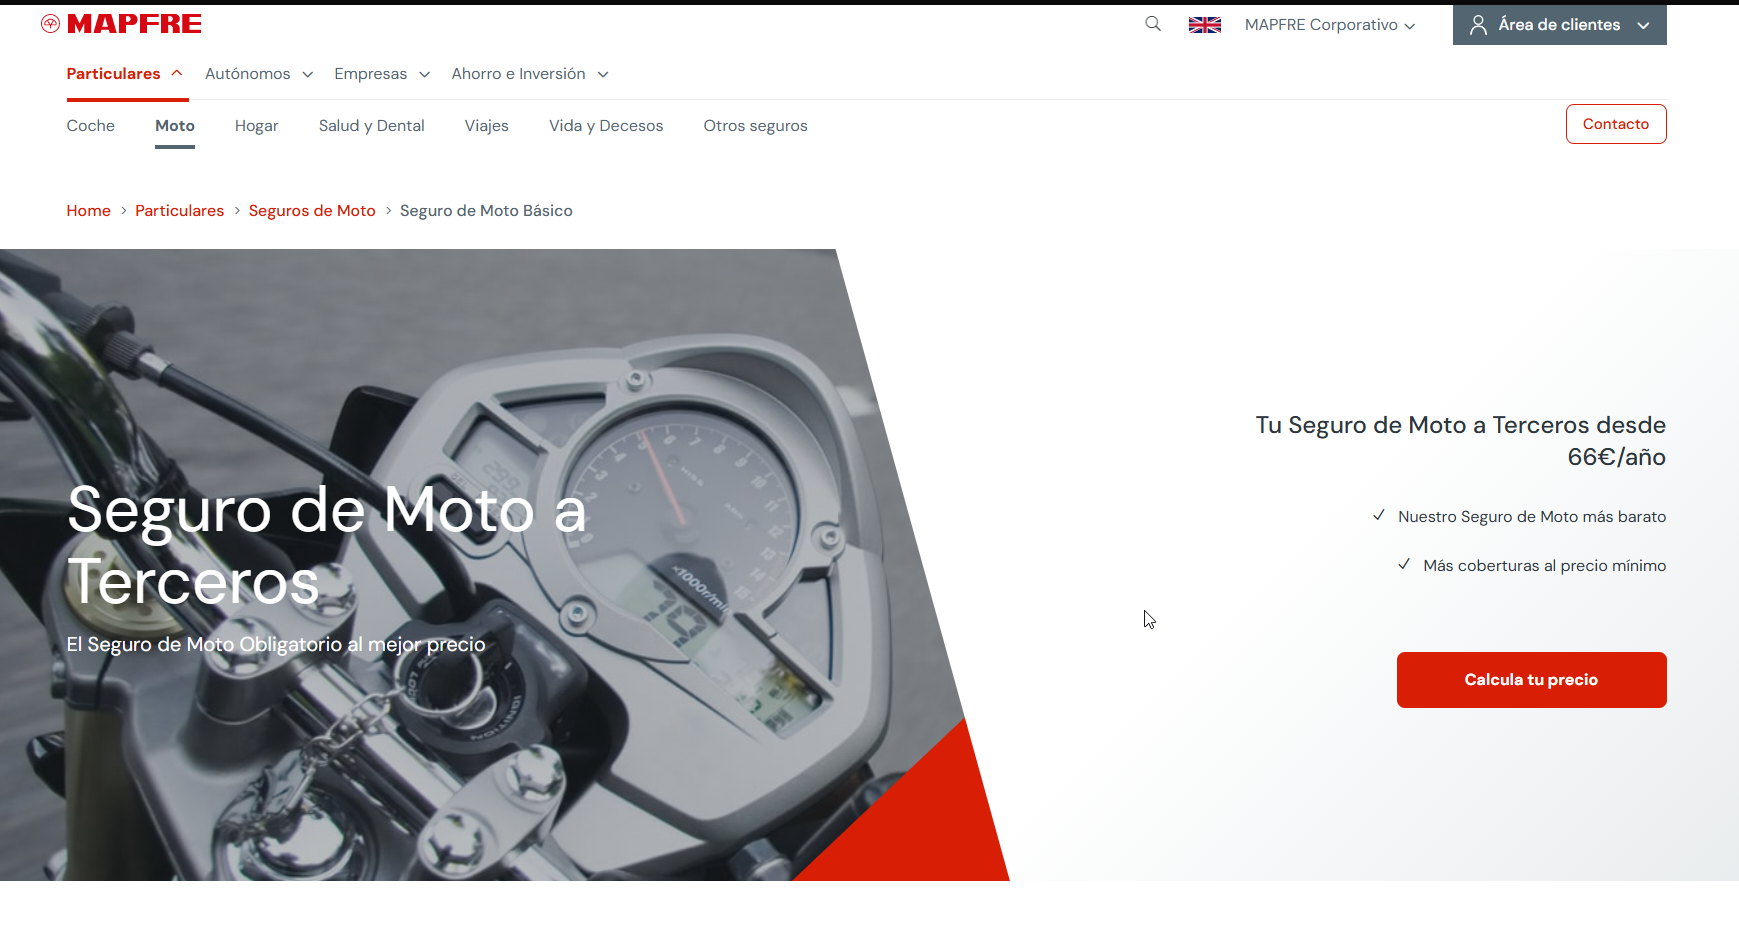 MAPFRE
MAPFRE Corporativo
Área de clientes
Particulares
Autónomos
Empresas
Ahorro e Inversión
Coche
Moto
Hogar
Salud y Dental
Viajes
Vida y Decesos
Otros seguros
Contacto
Home > Particulares > Seguros de Moto > Seguro de Moto Básico
Seguro de Moto a
Terceros
El Seguro de Moto Obligatorio al mejor precio
Tu Seguro de Moto a Terceros desde
66€/año
Nuestro Seguro de Moto más barato
Más coberturas al precio mínimo
Calcula tu precio
x1000r/min
IGNITION